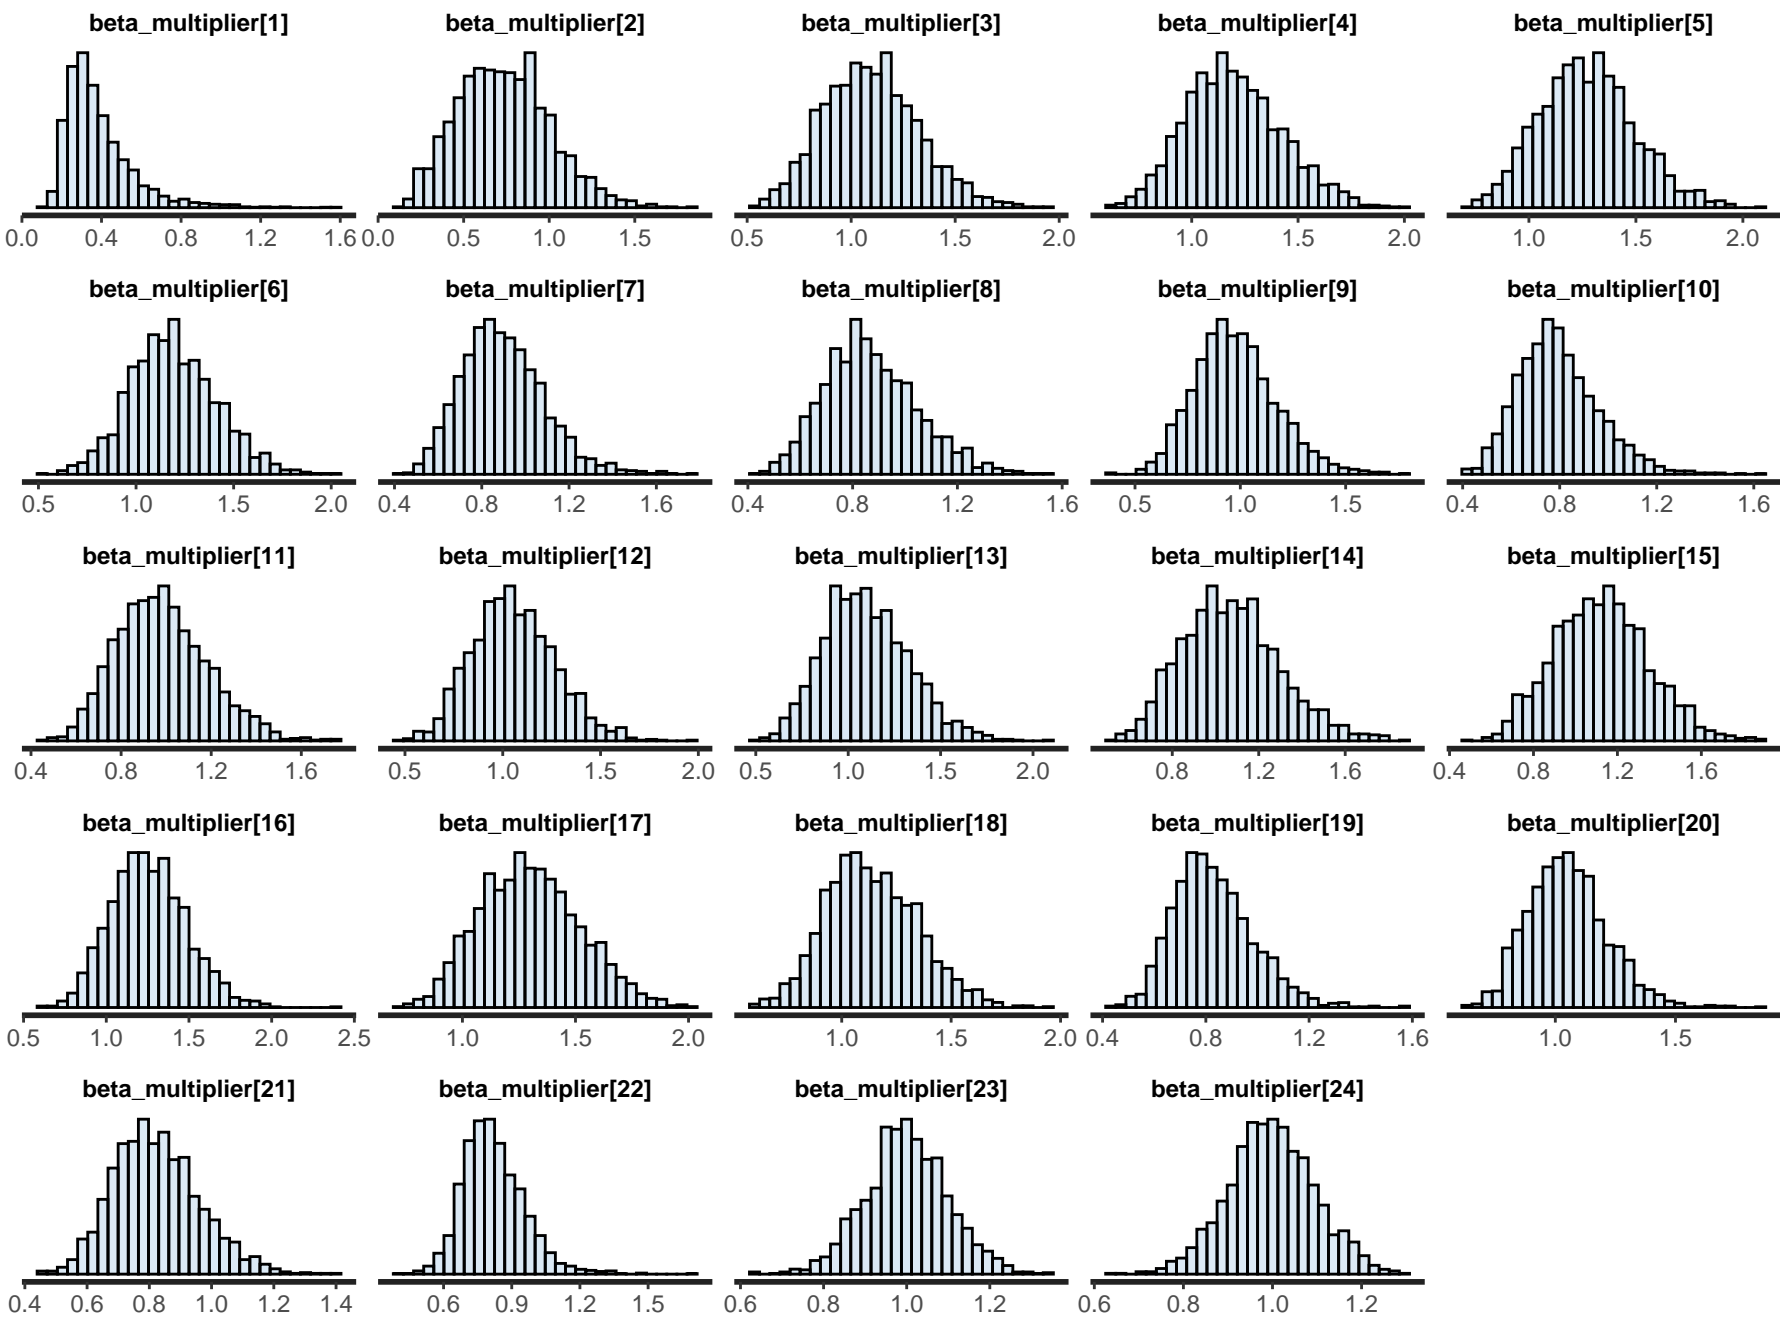 beta_multiplier[1] beta_multiplier[2] beta_multiplier[3] beta_multiplier[4] beta_multiplier[5]
0.0 0.4 0.8 1.2 1.6 0.0 0.5 1.0 1.5 0.5 1.0 1.5 2.0 1.0 1.5 2.0 1.0 1.5 2.0
beta_multiplier[6] beta_multiplier[7] beta_multiplier[8] beta_multiplier[9] beta_multiplier[10]
0.5 1.0 1.5 2.0 0.4 0.8 1.2 1.6 0.4 0.8 1.2 1.6 0.5 1.0 1.5 0.4 0.8 1.2 1.6
beta_multiplier[11] beta_multiplier[12] beta_multiplier[13] beta_multiplier[14] beta_multiplier[15]
0.4 0.8 1.2 1.6 0.5 1.0 1.5 2.0 0.5 1.0 1.5 2.0 0.8 1.2 1.6 0.4 0.8 1.2 1.6
beta_multiplier[16] beta_multiplier[17] beta_multiplier[18] beta_multiplier[19] beta_multiplier[20]
0.5 1.0 1.5 2.0 2.5 1.0 1.5 2.0 1.0 1.5 2.0 0.4 0.8 1.2 1.6 1.0 1.5
beta_multiplier[21] beta_multiplier[22] beta_multiplier[23] beta_multiplier[24]
0.4 0.6 0.8 1.0 1.2 1.4 0.6 0.9 1.2 1.5 0.6 0.8 1.0 1.2 0.6 0.8 1.0 1.2